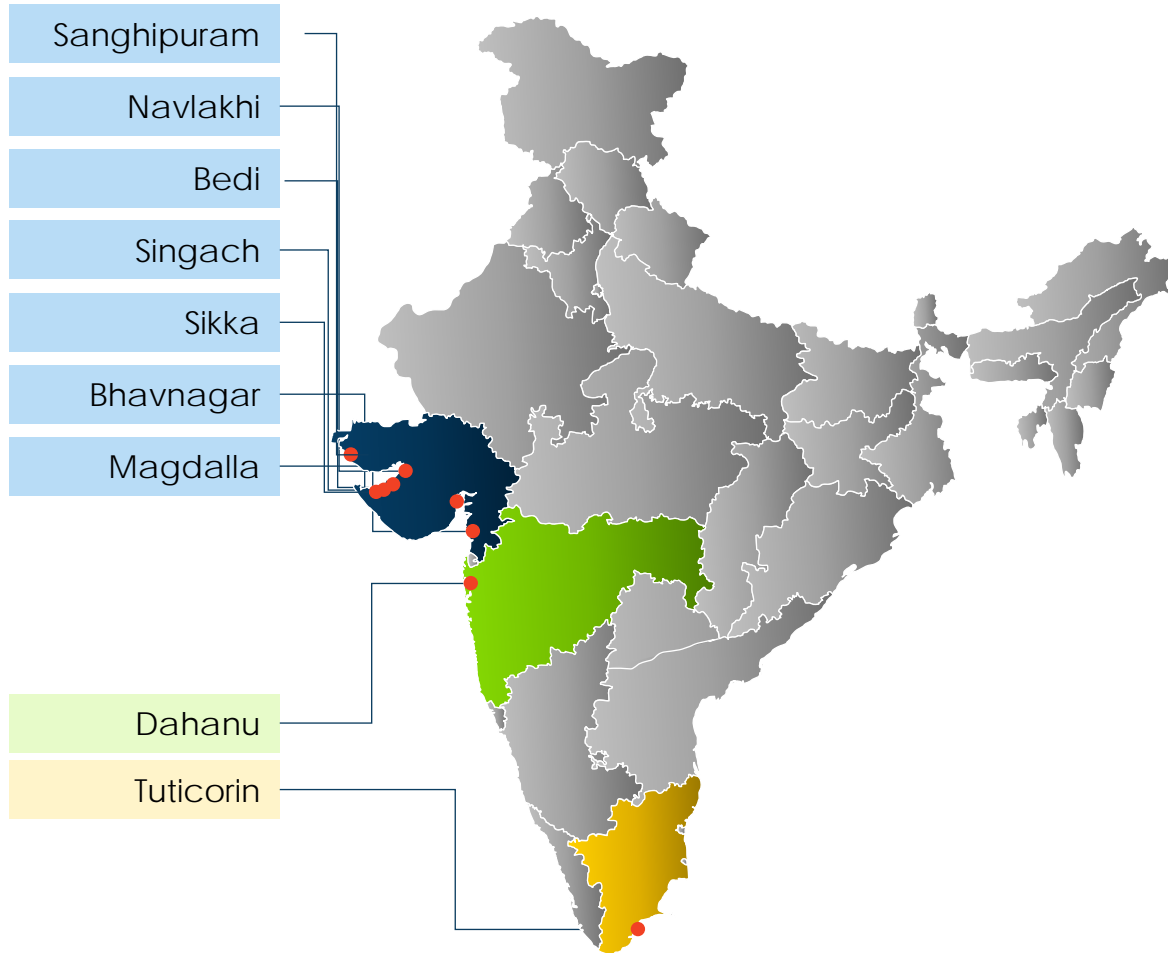 Sanghipuram
Navlakhi
Bedi
Singach
Sikka
Bhavnagar
Magdalla
Dahanu
Tuticorin